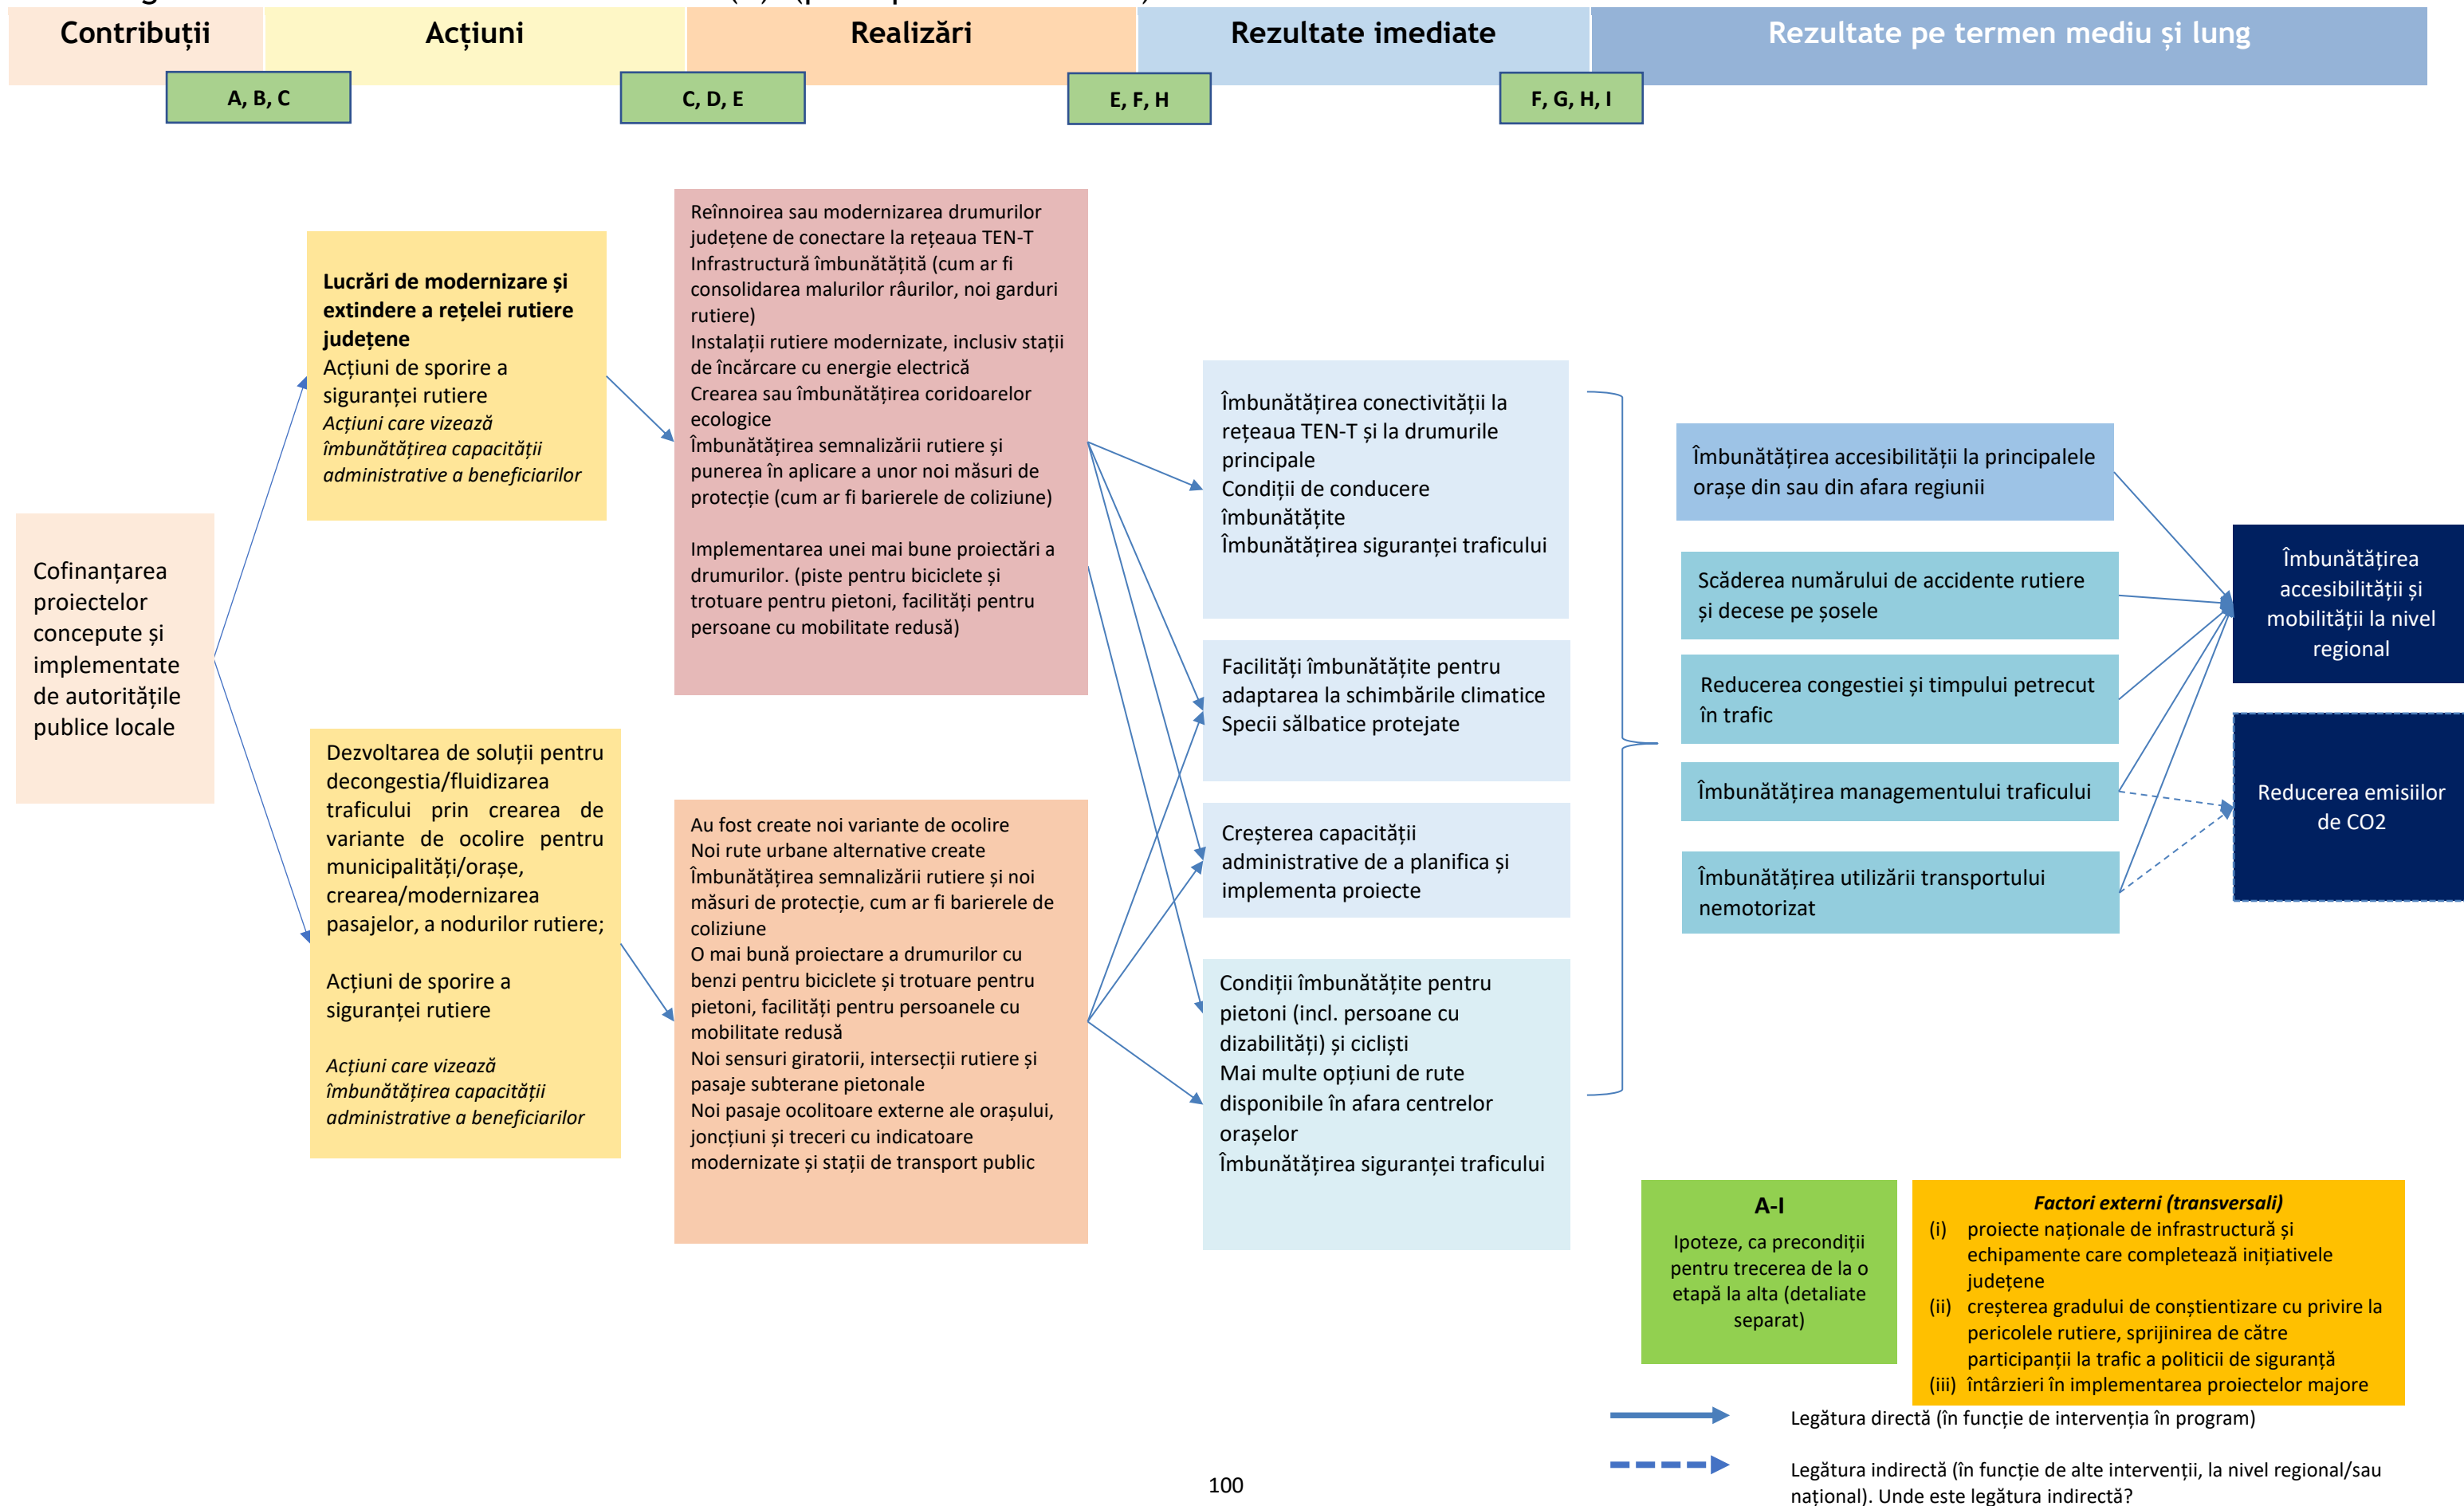 Contribuții
Acțiuni
Realizări
Rezultate imediate
Rezultate pe termen mediu și lung
A, B, C
C, D, E
E, F, H
F, G, H, I
Cofinanțarea
proiectelor
concepute și
implementate
de autoritățile
publice locale
Lucrări de modernizare și
extindere a rețelei rutiere
județene
Acțiuni de sporire a
siguranței rutiere
Acțiuni care vizează
îmbunătățirea capacității
administrative a beneficiarilor
Dezvoltarea de soluții pentru
decongestia/fluidizarea
traficului prin crearea de
variante de ocolire pentru
municipalități/orașe,
crearea/modernizarea
pasajelor, a nodurilor rutiere;
Acțiuni de sporire a
siguranței rutiere
Acțiuni care vizează
îmbunătățirea capacității
administrative a beneficiarilor
Reînnoirea sau modernizarea drumurilor
județene de conectare la rețeaua TEN-T
Infrastructură îmbunătățită (cum ar fi
consolidarea malurilor râurilor, noi garduri
rutiere)
Instalații rutiere modernizate, inclusiv stații
de încărcare cu energie electrică
Crearea sau îmbunătățirea coridoarelor
ecologice
Îmbunătățirea semnalizării rutiere și
punerea în aplicare a unor noi măsuri de
protecție (cum ar fi barierele de coliziune)
Implementarea unei mai bune proiectări a
drumurilor. (piste pentru biciclete și
trotuare pentru pietoni, facilități pentru
persoane cu mobilitate redusă)
Au fost create noi variante de ocolire
Noi rute urbane alternative create
Îmbunătățirea semnalizării rutiere și noi
măsuri de protecție, cum ar fi barierele de
coliziune
O mai bună proiectare a drumurilor cu
benzi pentru biciclete și trotuare pentru
pietoni, facilități pentru persoanele cu
mobilitate redusă
Noi sensuri giratorii, intersecții rutiere și
pasaje subterane pietonale
Noi pasaje ocolitoare externe ale orașului,
joncțiuni și treceri cu indicatoare
modernizate și stații de transport public
Îmbunătățirea conectivității la
rețeaua TEN-T și la drumurile
principale
Condiții de conducere
îmbunătățite
Îmbunătățirea siguranței traficului
Facilități îmbunătățite pentru
adaptarea la schimbările climatice
Specii sălbatice protejate
Creșterea capacității
administrative de a planifica și
implementa proiecte
Condiții îmbunătățite pentru
pietoni (incl. persoane cu
dizabilități) și cicliști
Mai multe opțiuni de rute
disponibile în afara centrelor
orașelor
Îmbunătățirea siguranței traficului
Îmbunătățirea accesibilității la principalele
orașe din sau din afara regiunii
Scăderea numărului de accidente rutiere
și decese pe șosele
Reducerea congestiei și timpului petrecut
în trafic
Îmbunătățirea managementului traficului
Îmbunătățirea utilizării transportului
nemotorizat
Îmbunătățirea
accesibilității și
mobilității la nivel
regional
Reducerea emisiilor
de CO2
A-I
Ipoteze, ca precondiții
pentru trecerea de la o
etapă la alta (detaliate
separat)
Factori externi (transversali)
(i) proiecte naționale de infrastructură și
echipamente care completează inițiativele
județene
(ii) creșterea gradului de conștientizare cu privire la
pericolele rutiere, sprijinirea de către
participanții la trafic a politicii de siguranță
(iii) întârzieri în implementarea proiectelor majore
Legătura directă (în funcție de intervenția în program)
Legătura indirectă (în funcție de alte intervenții, la nivel regional/sau
național). Unde este legătura indirectă?
100